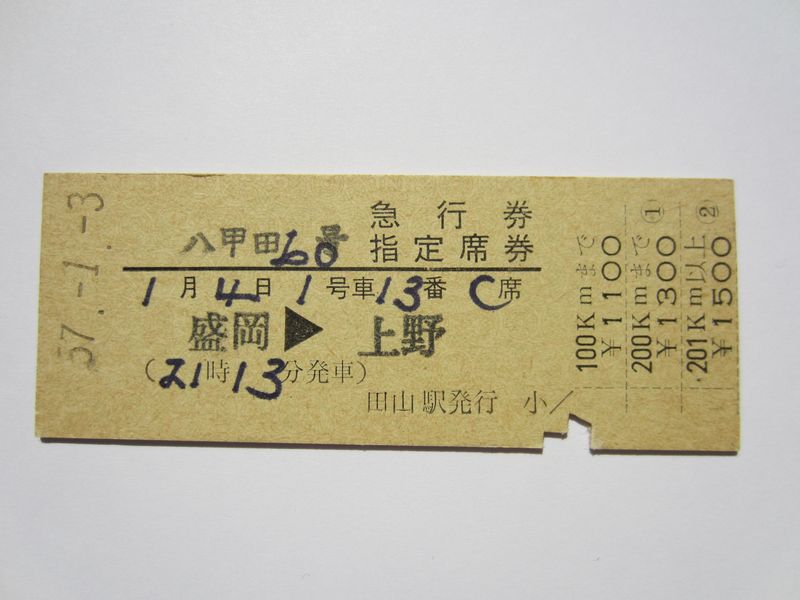 57.-1.-3
急行券
八甲田60号 指定席券
1月4日1号車13番C席
盛岡▶上野
(21時13分発車)
田山駅発行 小/
100Kmまで
¥1100
200Kmまで①
¥1300
201Km以上②
¥1500